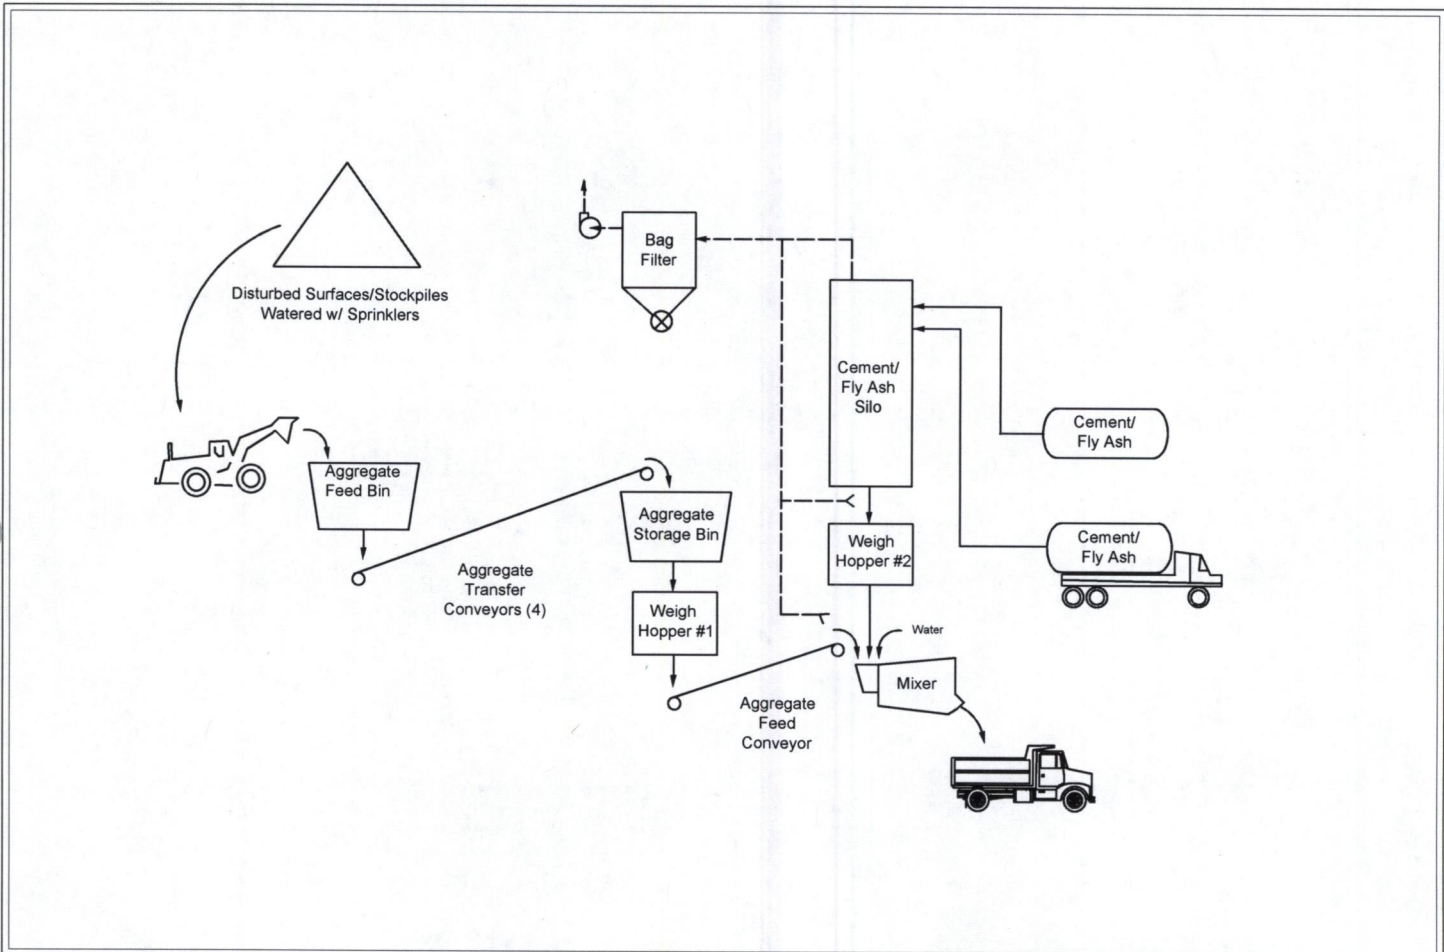 Disturbed Surfaces/Stockpiles
Watered w/ Sprinklers
Bag
Filter
Cement/
Fly Ash
Silo
Cement/
Fly Ash
Cement/
Fly Ash
Aggregate
Feed Bin
Aggregate
Transfer
Conveyors (4)
Aggregate
Storage Bin
Weigh
Hopper #1
Weigh
Hopper #2
Water
Mixer
Aggregate
Feed
Conveyor